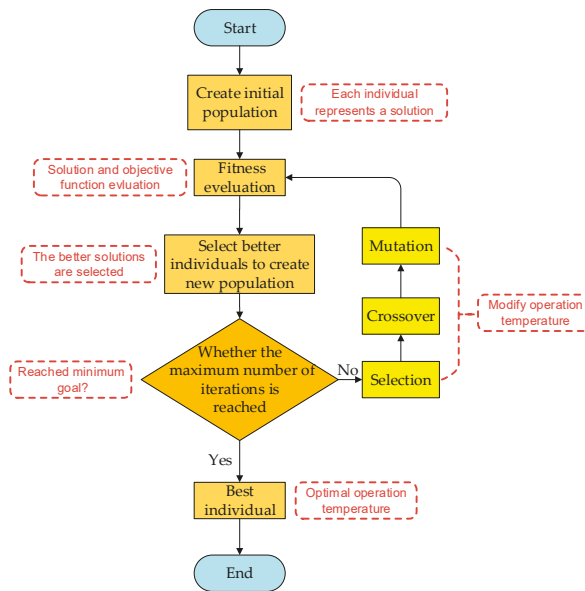 Start
Create initial
population
Each individual
represents a solution
Solution and objective
function evluation
Fitness
eveluation
The better solutions
are selected
Select better
individuals to create
new population
Mutation
Crossover
Modify operation
temperature
Reached minimum
goal?
Whether the
maximum number of
iterations is
reached
No
Selection
Yes
Best
individual
Optimal operation
temperature
End